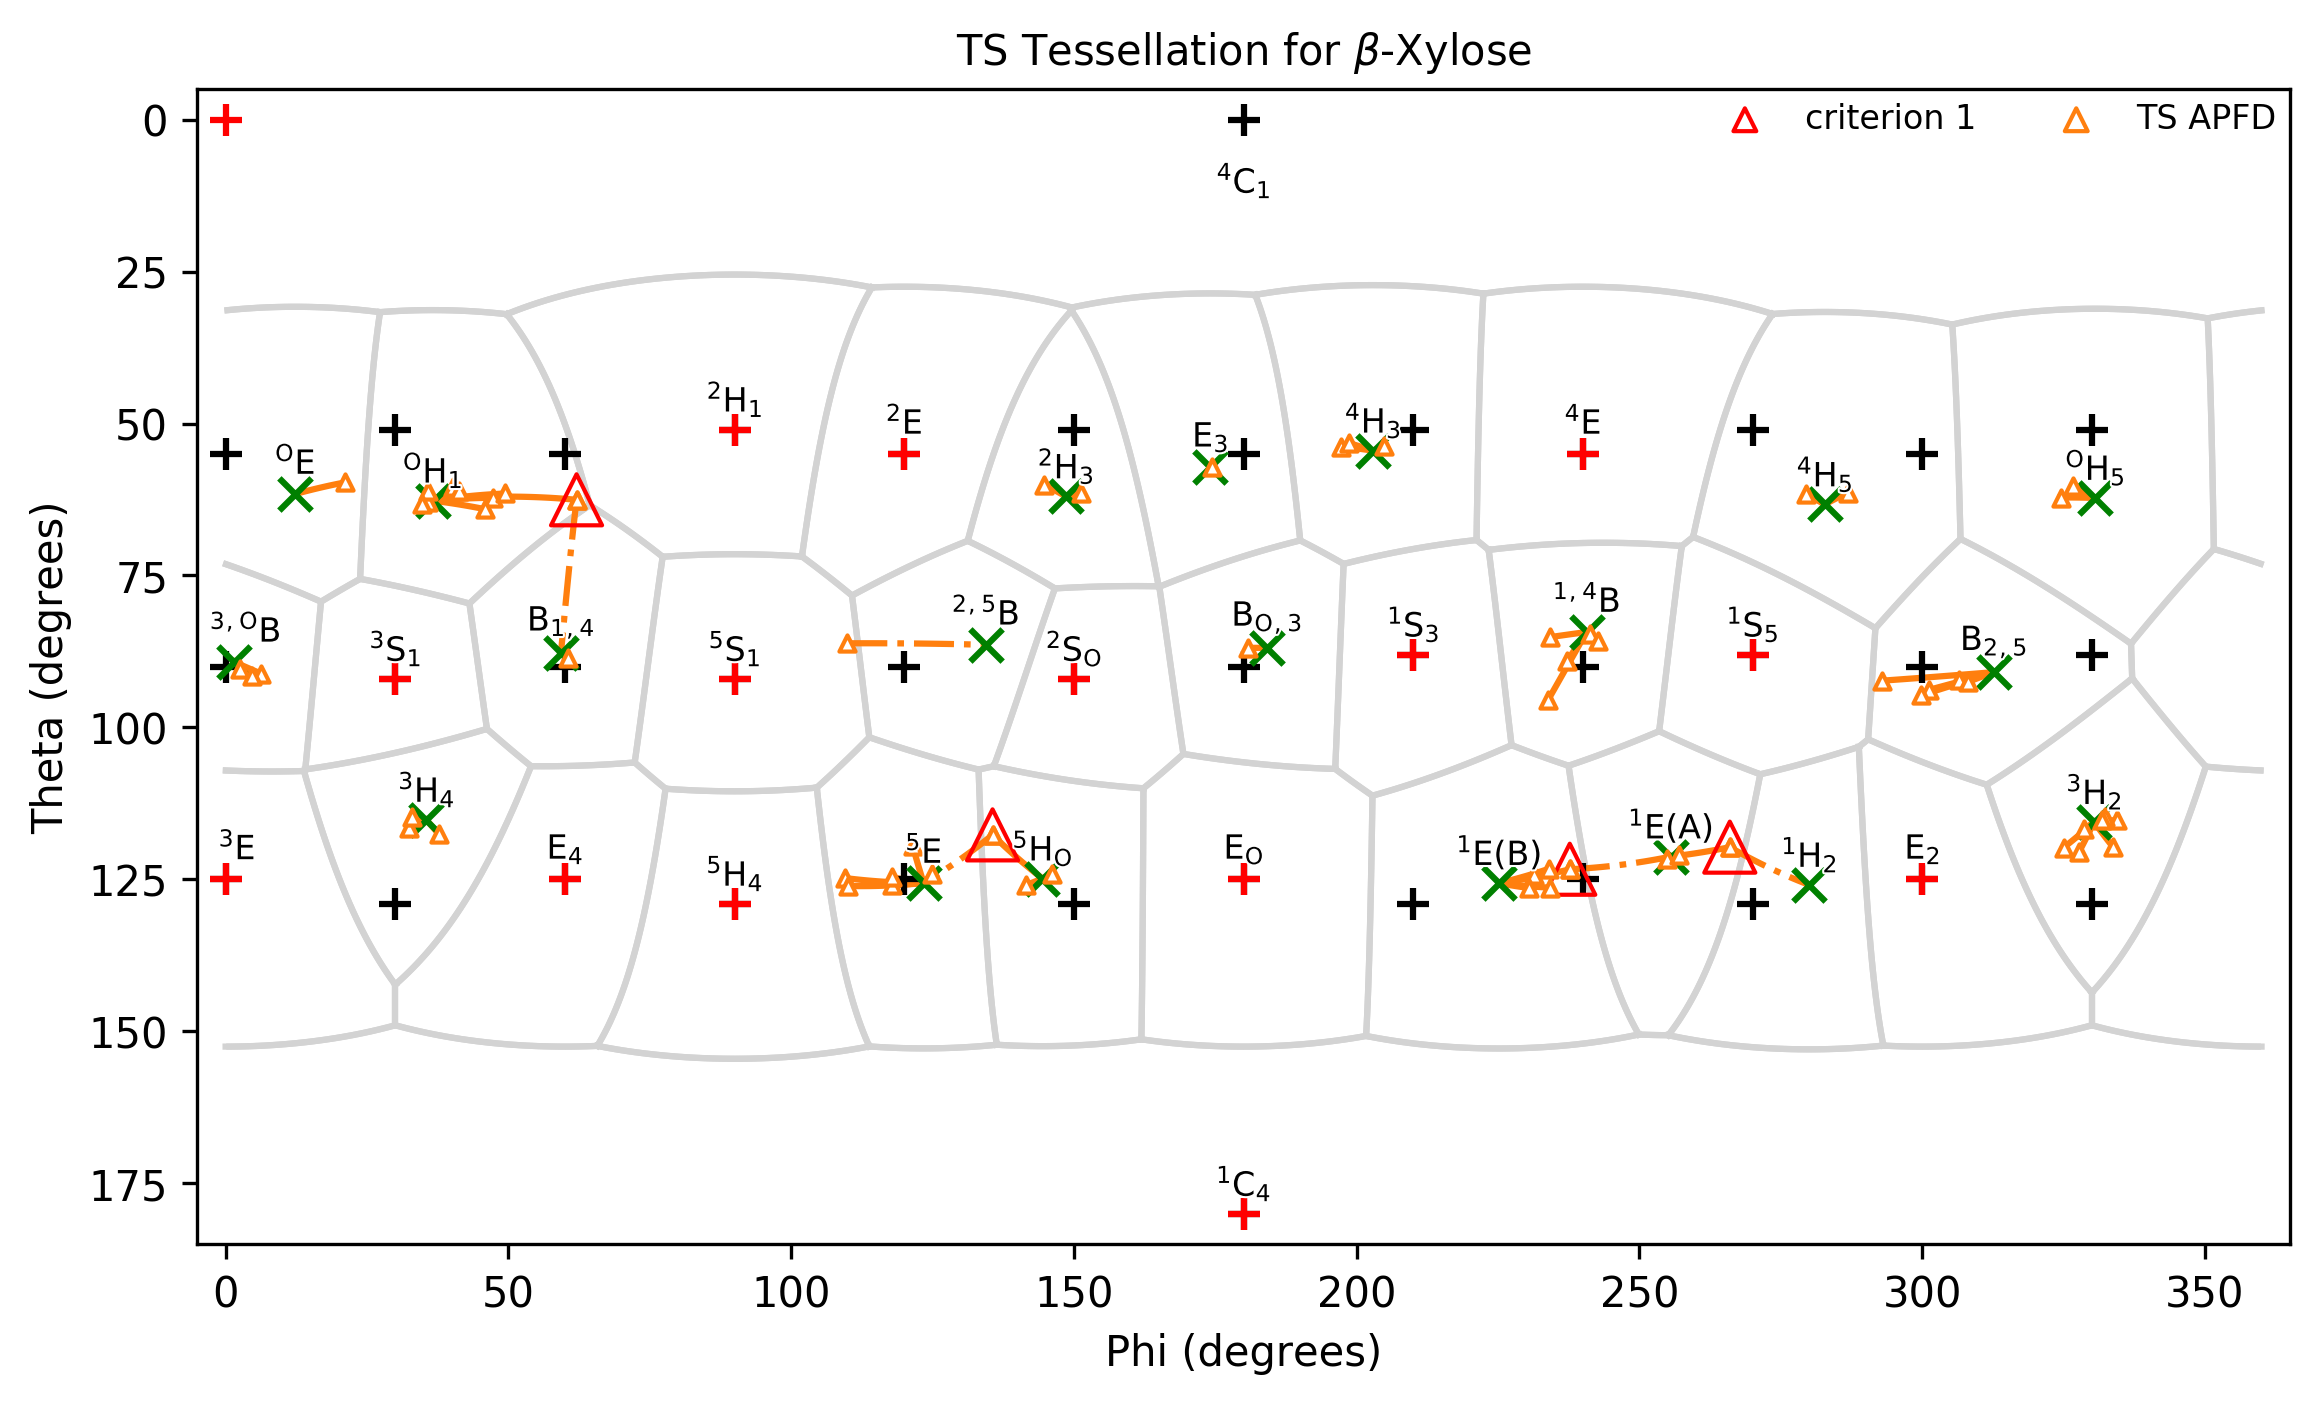 TS Tessellation for β-Xylose
criterion 1
TS APFD
⁴C₁
²H₁
²E
E₃
⁴H₃
⁴E
ᴼE
ᴼH₁
²H₃
⁴H₅
ᴼH₅
³,ᴼB
³S₁
B₁,₄
⁵S₁
²,⁵B
²Sₒ
Bₒ,₃
¹S₃
¹,⁴B
¹S₅
B₂,₅
³H₄
³H₂
³E
E₄
⁵H₄
⁵E
⁵Hₒ
Eₒ
¹E(B)
¹E(A)
¹H₂
E₂
¹C₄
0
25
50
75
100
125
150
175
Theta (degrees)
0 50 100 150 200 250 300 350
Phi (degrees)